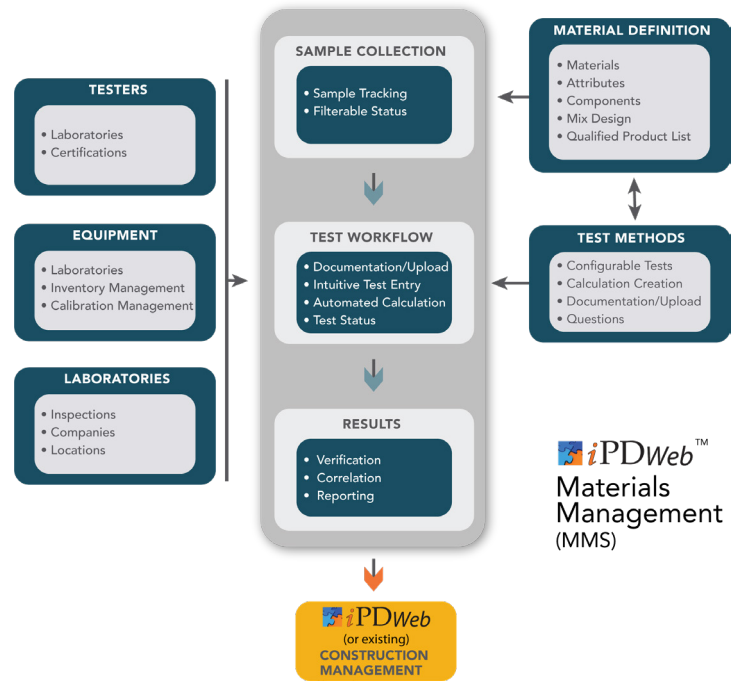 TESTERS
• Laboratories
• Certifications
EQUIPMENT
• Laboratories
• Inventory Management
• Calibration Management
LABORATORIES
• Inspections
• Companies
• Locations
SAMPLE COLLECTION
• Sample Tracking
• Filterable Status
TEST WORKFLOW
• Documentation/Upload
• Intuitive Test Entry
• Automated Calculation
• Test Status
RESULTS
• Verification
• Correlation
• Reporting
iPDWeb
(or existing)
CONSTRUCTION
MANAGEMENT
MATERIAL DEFINITION
• Materials
• Attributes
• Components
• Mix Design
• Qualified Product List
TEST METHODS
• Configurable Tests
• Calculation Creation
• Documentation/Upload
• Questions
iPDWeb™
Materials
Management
(MMS)